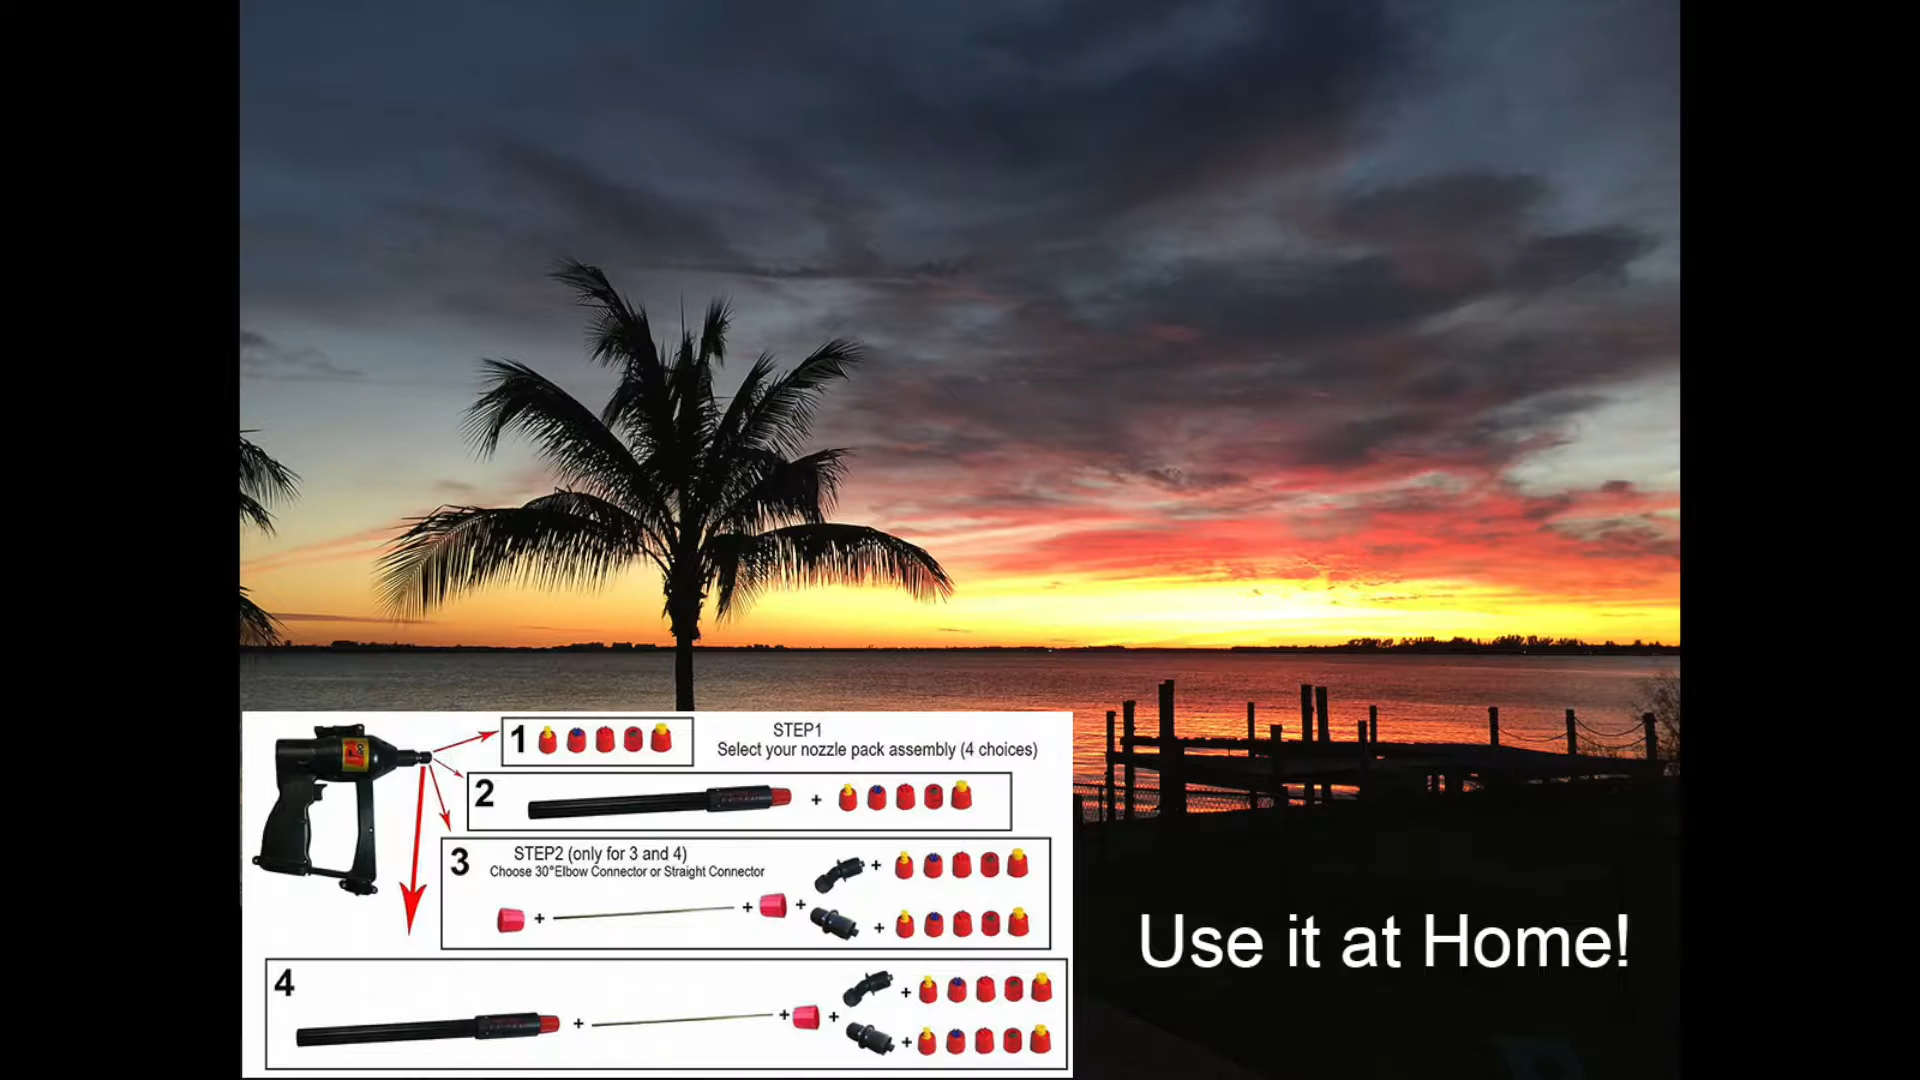 1
STEP1
Select your nozzle pack assembly (4 choices)
2
+
3
STEP2 (only for 3 and 4)
Choose 30°Elbow Connector or Straight Connector
+
+ + +
+
4
+
+ + +
+
Use it at Home!